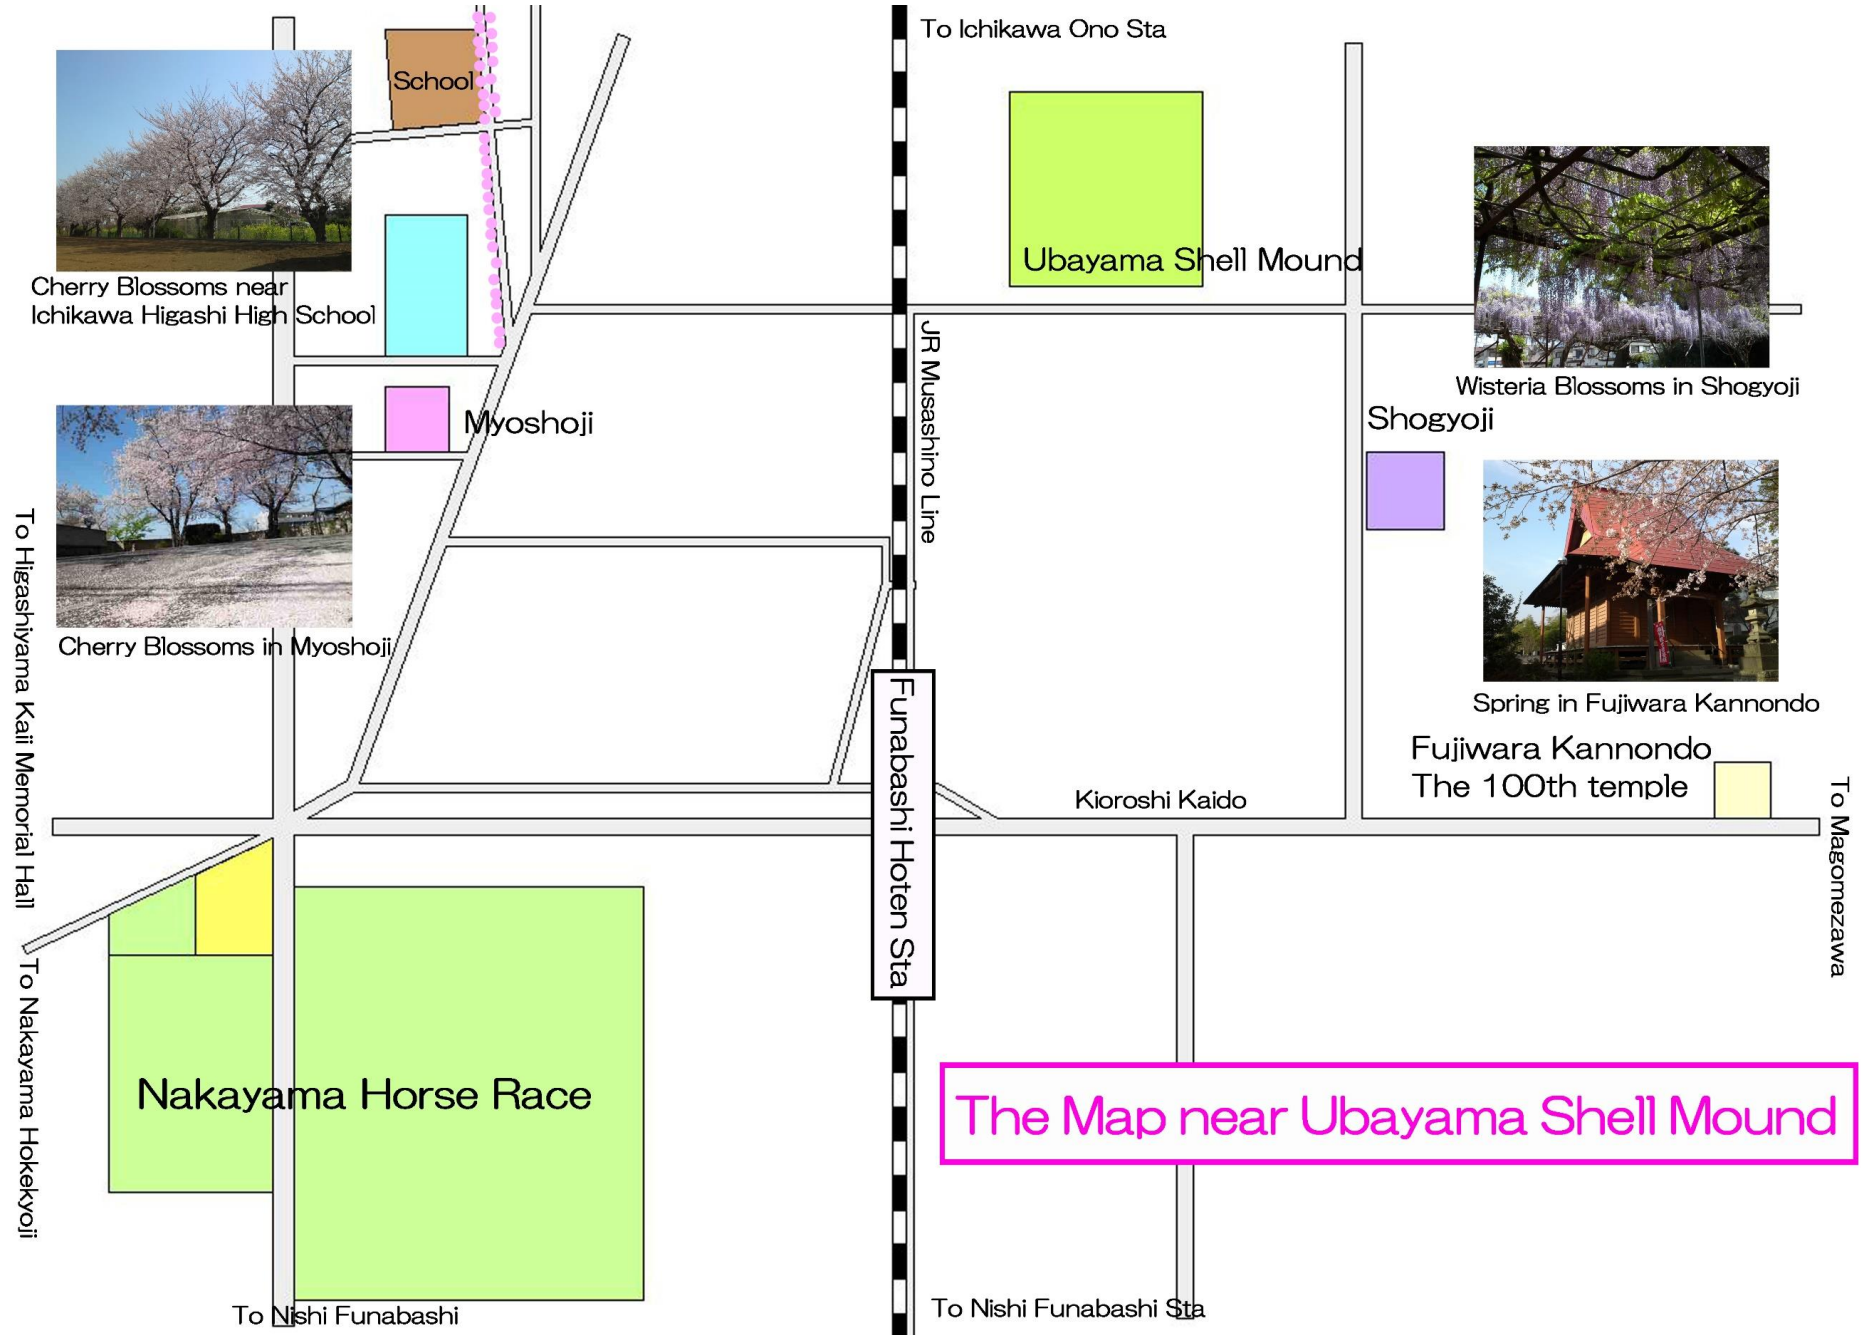 To Ichikawa Ono Sta
School
Cherry Blossoms near
Ichikawa Higashi High School
Ubayama Shell Mound
JR Musashino Line
Wisteria Blossoms in Shogyoji
Myoshoji
Shogyoji
Cherry Blossoms in Myoshoji
To Higashiyama Kaii Memorial Hall
Spring in Fujiwara Kannondo
Fujiwara Kannondo
The 100th temple
Funabashi Hoten Sta
Kioroshi Kaido
To Magomezawa
To Nakayama Hokekyoji
Nakayama Horse Race
The Map near Ubayama Shell Mound
To Nishi Funabashi
To Nishi Funabashi Sta